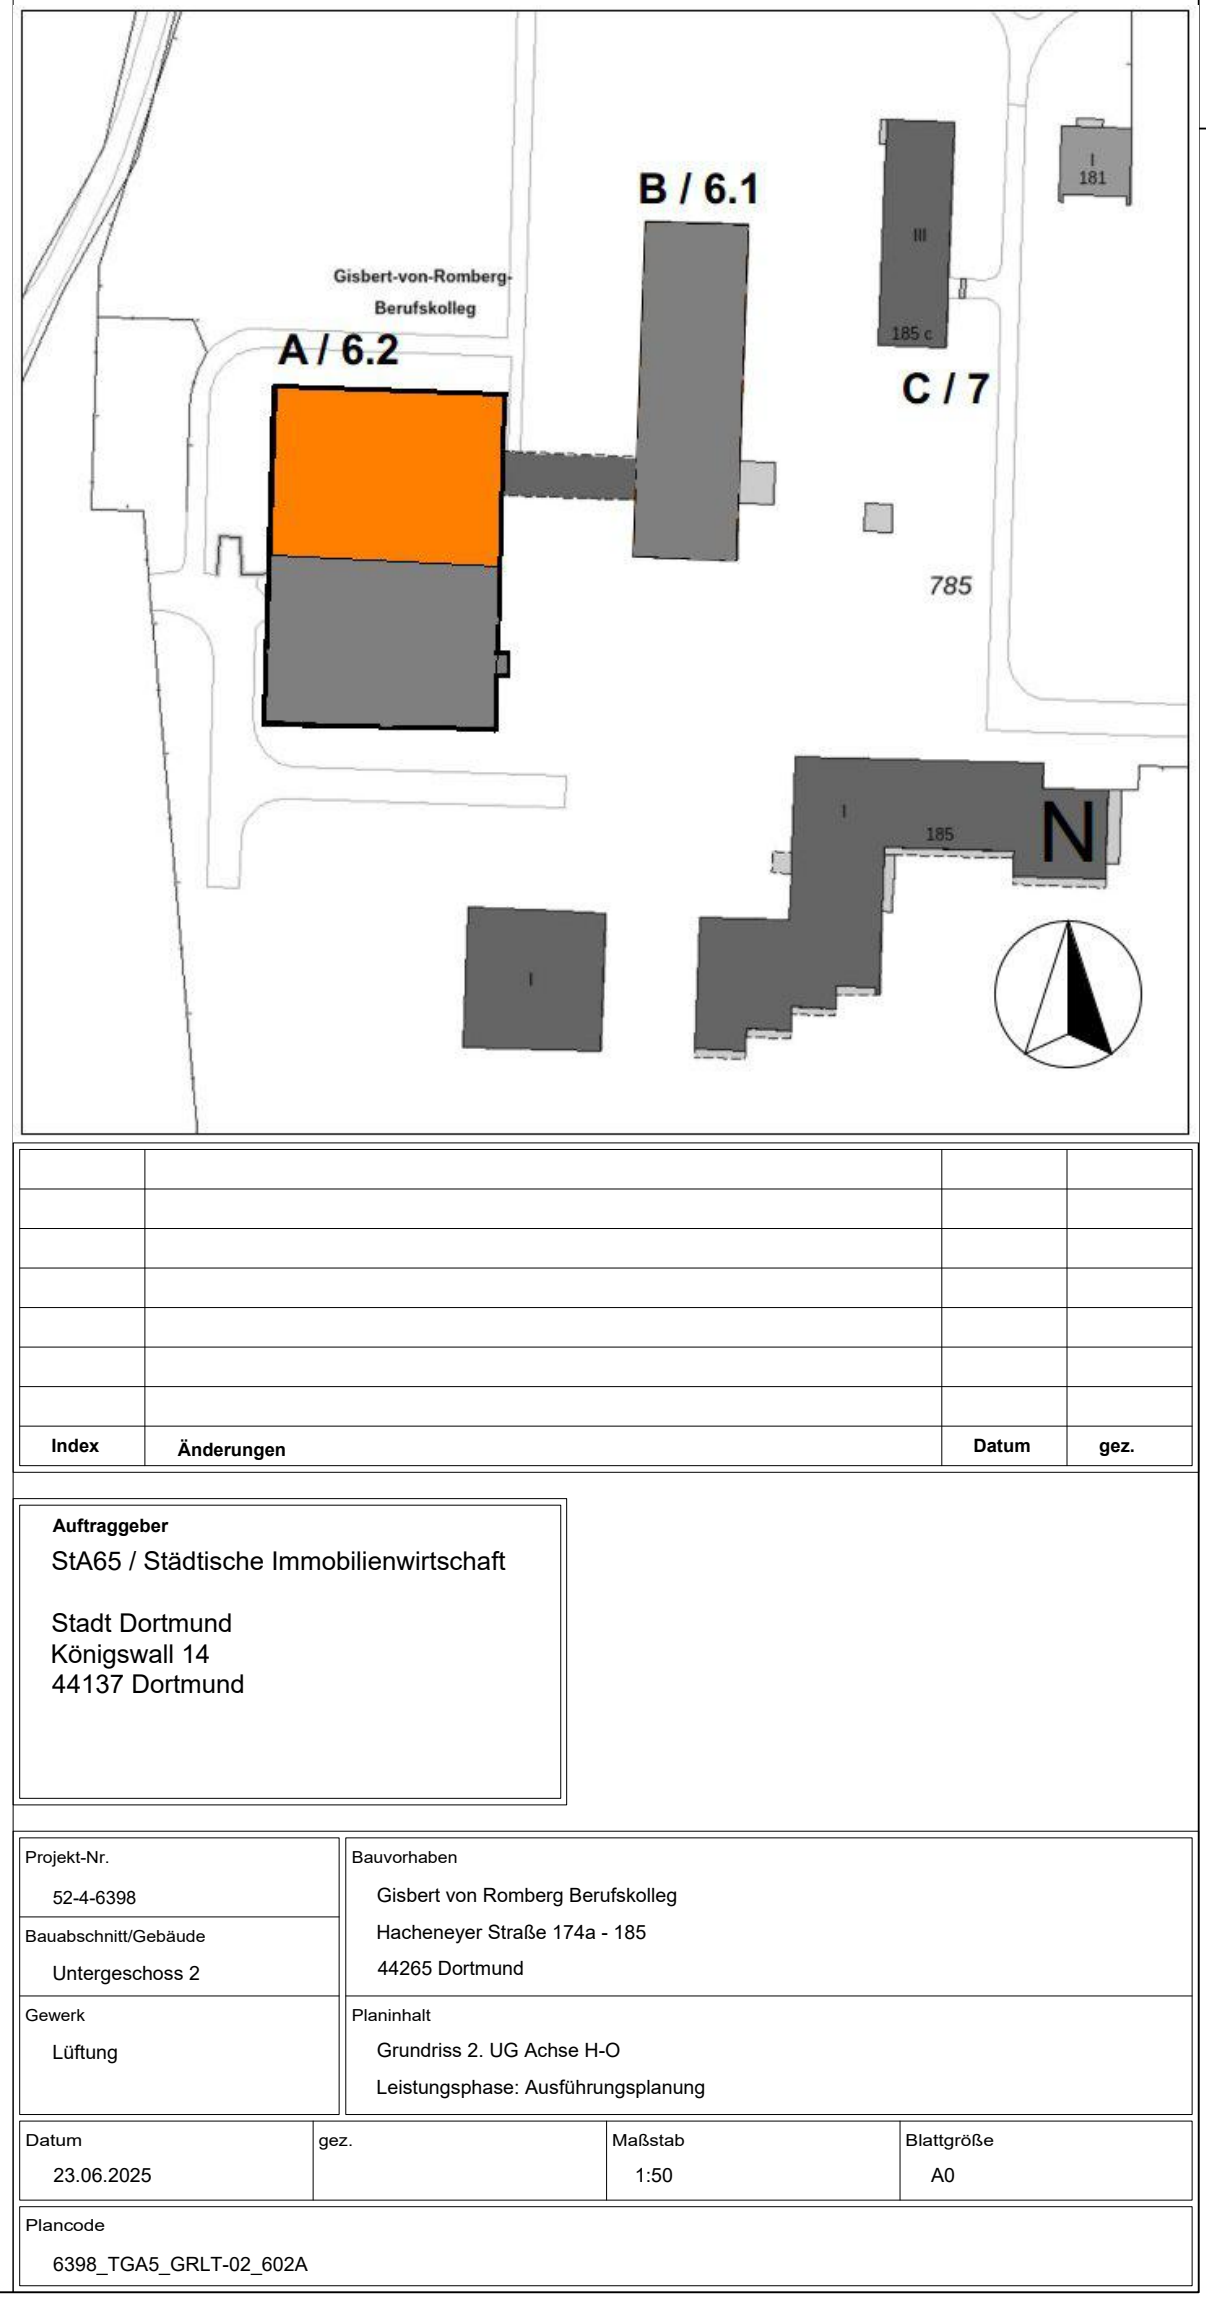 B / 6.1
I
181
III
Gisbert-von-Romberg-
Berufskolleg
185 c
A / 6.2
C / 7
785
I
185
N
I
Index Änderungen Datum gez.
Auftraggeber
StA65 / Städtische Immobilienwirtschaft
Stadt Dortmund
Königswall 14
44137 Dortmund
Projekt-Nr.
52-4-6398
Bauabschnitt/Gebäude
Untergeschoss 2
Gewerk
Lüftung
Bauvorhaben
Gisbert von Romberg Berufskolleg
Hacheneyer Straße 174a - 185
44265 Dortmund
Planinhalt
Grundriss 2. UG Achse H-O
Leistungsphase: Ausführungsplanung
Datum
23.06.2025
gez.
Maßstab
1:50
Blattgröße
A0
Plancode
6398_TGA5_GRLT-02_602A